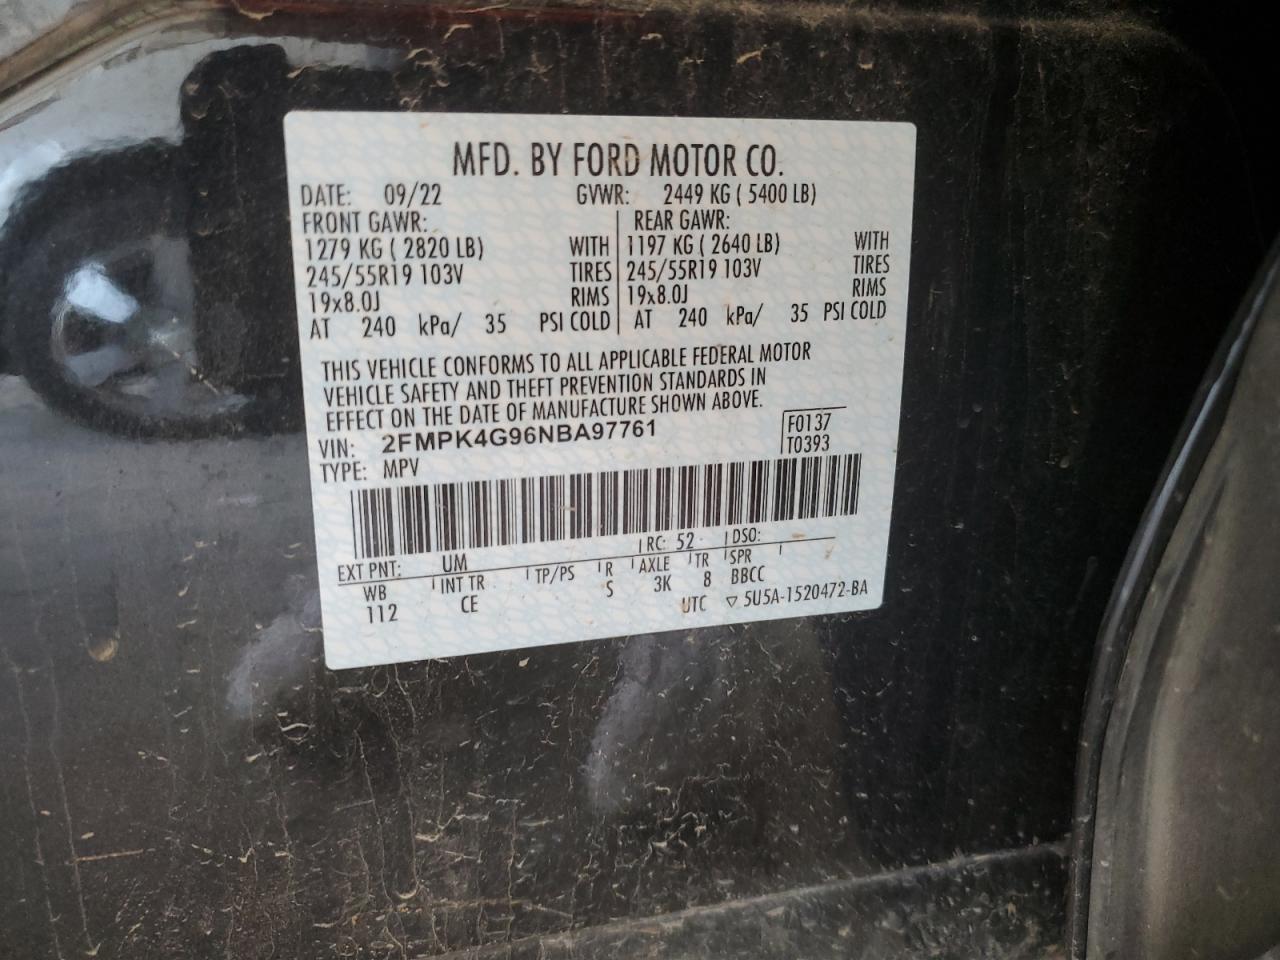 MFD. BY FORD MOTOR CO.
DATE: 09/22 GVWR: 2449 KG ( 5400 LB)
FRONT GAWR: REAR GAWR:
1279 KG ( 2820 LB) WITH 1197 KG ( 2640 LB) WITH
245/55R19 103V TIRES 245/55R19 103V TIRES
19x8.0J RIMS 19x8.0J RIMS
AT 240 kPa/ 35 PSI COLD AT 240 kPa/ 35 PSI COLD
THIS VEHICLE CONFORMS TO ALL APPLICABLE FEDERAL MOTOR
VEHICLE SAFETY AND THEFT PREVENTION STANDARDS IN
EFFECT ON THE DATE OF MANUFACTURE SHOWN ABOVE.
VIN: 2FMPK4G96NBA97761 F0137
TYPE: MPV T0393
EXT PNT: UM RC: 52 DSO:
WB INT TR TP/PS R AXLE TR SPR
112 CE S 3K 8 BBCC
UTC ▽ 5U5A-1520472-BA